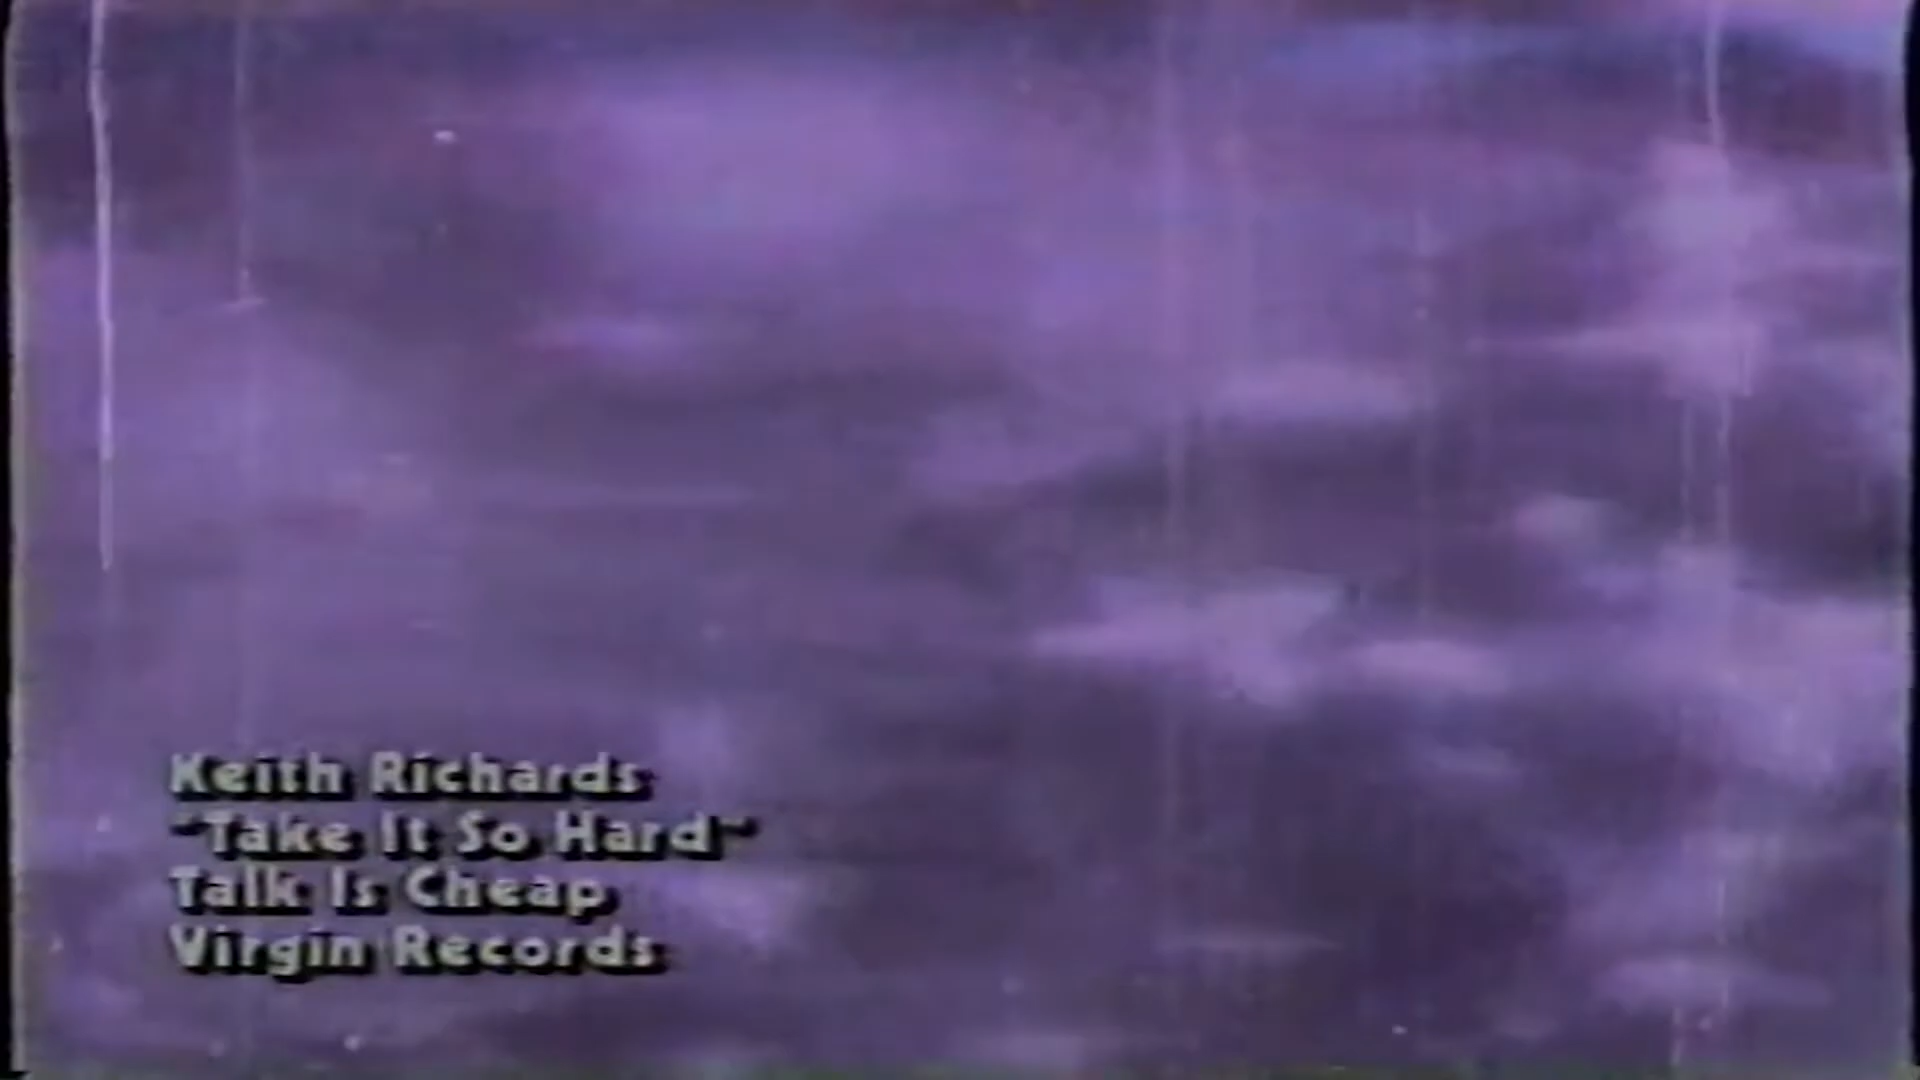 Keith Richards
"Take It So Hard"
Talk Is Cheap
Virgin Records